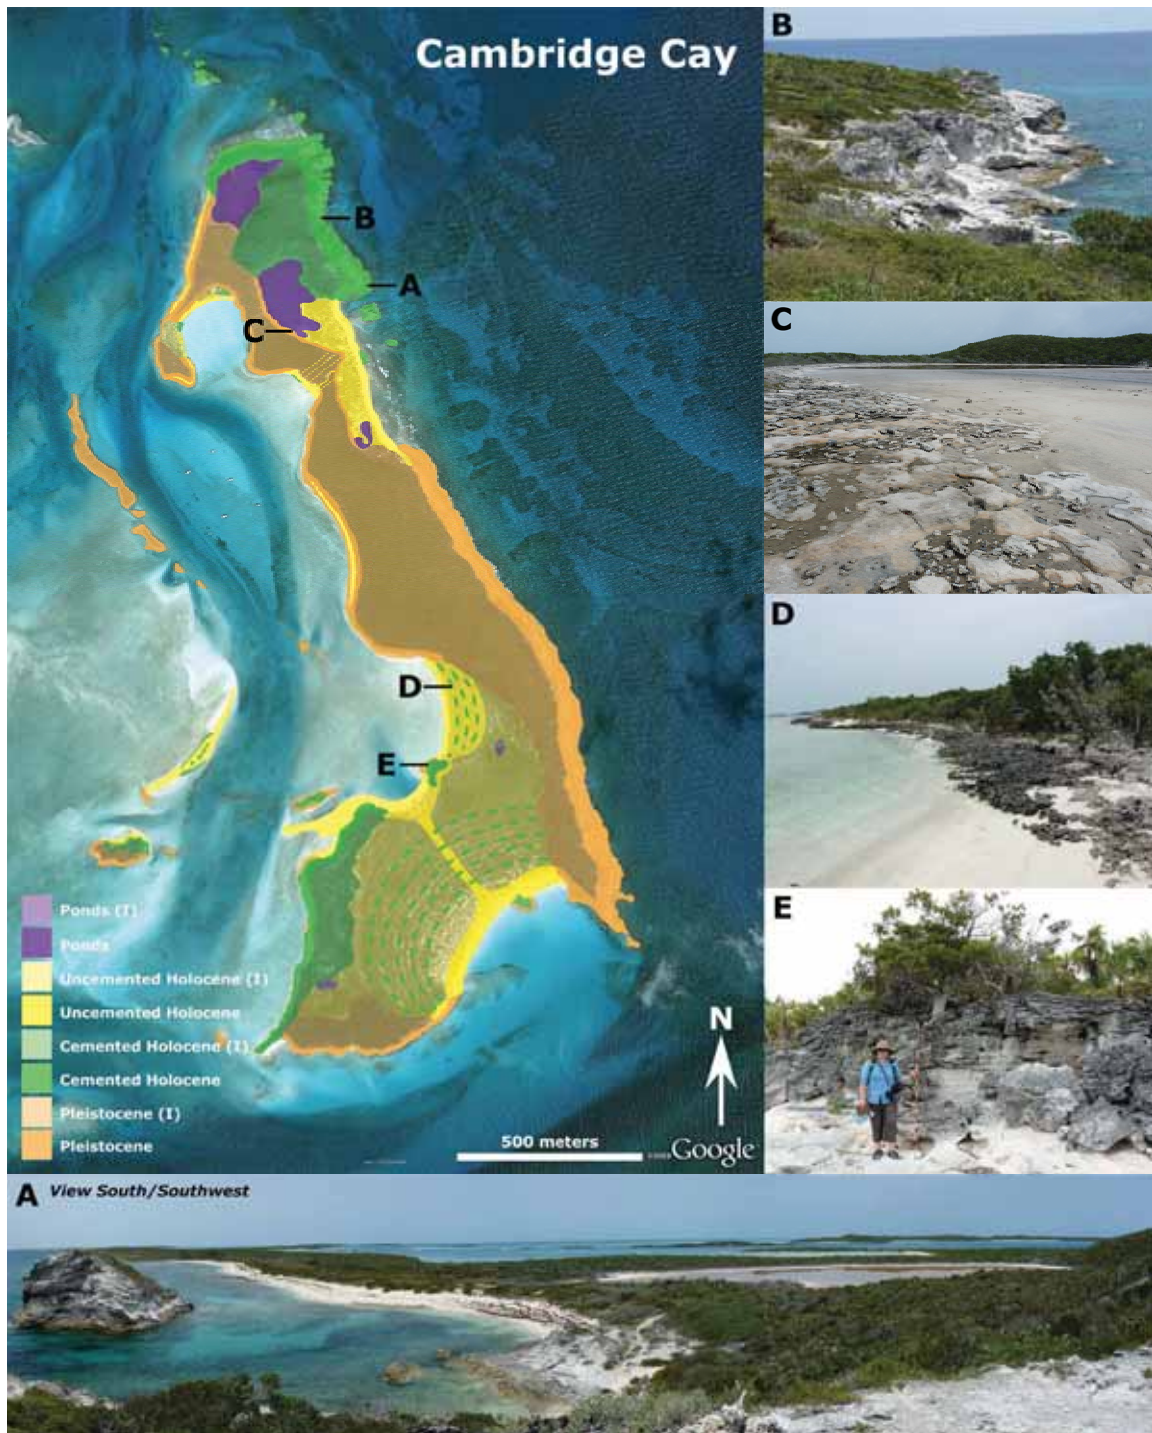 Cambridge Cay
B
B
A
C
C
D
D
E
E
Ponds (I)
Ponds
Uncemented Holocene (I)
Uncemented Holocene
Cemented Holocene (I)
Cemented Holocene
Pleistocene (I)
Pleistocene
N
500 meters
Google
A View South/Southwest